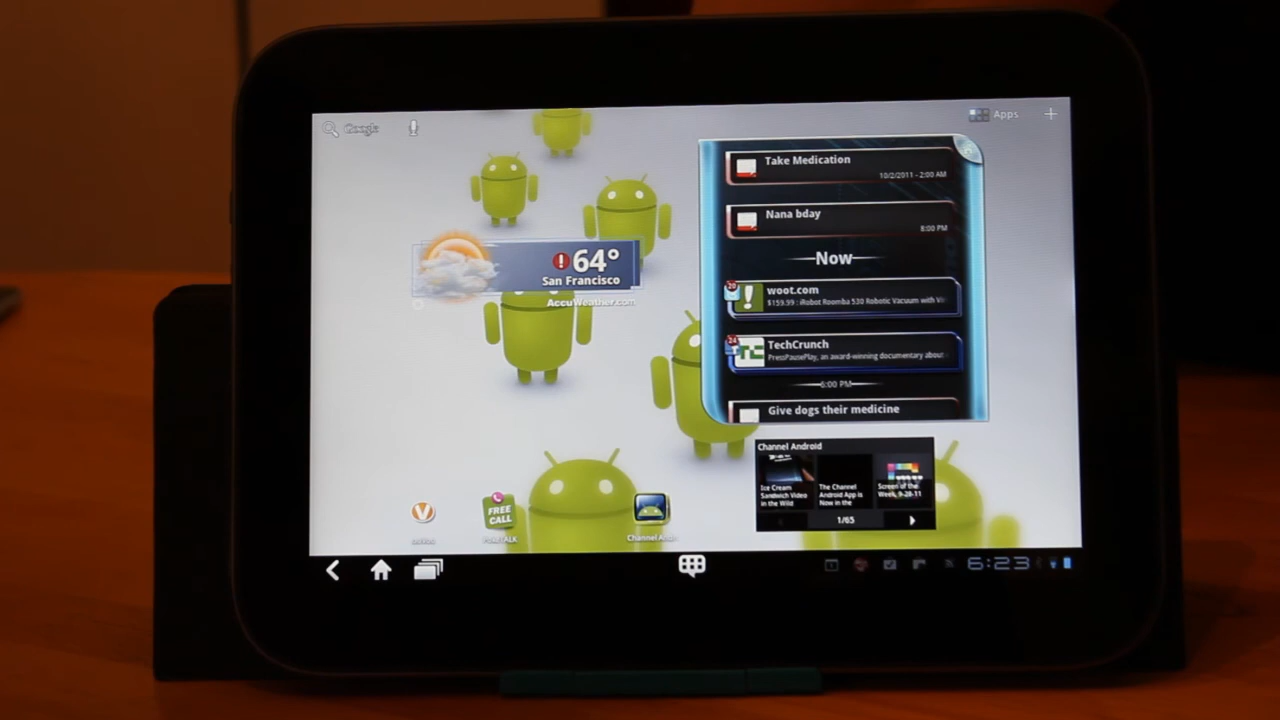 Google
Apps
Take Medication
10/2/2011 - 2:00 AM
Nana bday
8:00 PM
Now
20
woot.com
$159.99 : iRobot Roomba 530 Robotic Vacuum with Vi
24
TechCrunch
PressPausePlay, an award-winning documentary about
6:00 PM
Give dogs their medicine
64°
San Francisco
AccuWeather.com
Channel Android
Ice Cream
Sandwich Video
in the Wild
The Channel
Android App is
Now in the
Screen of the
Week, 9-28-11
1/65
FREE
CALL
Channel And
6:23